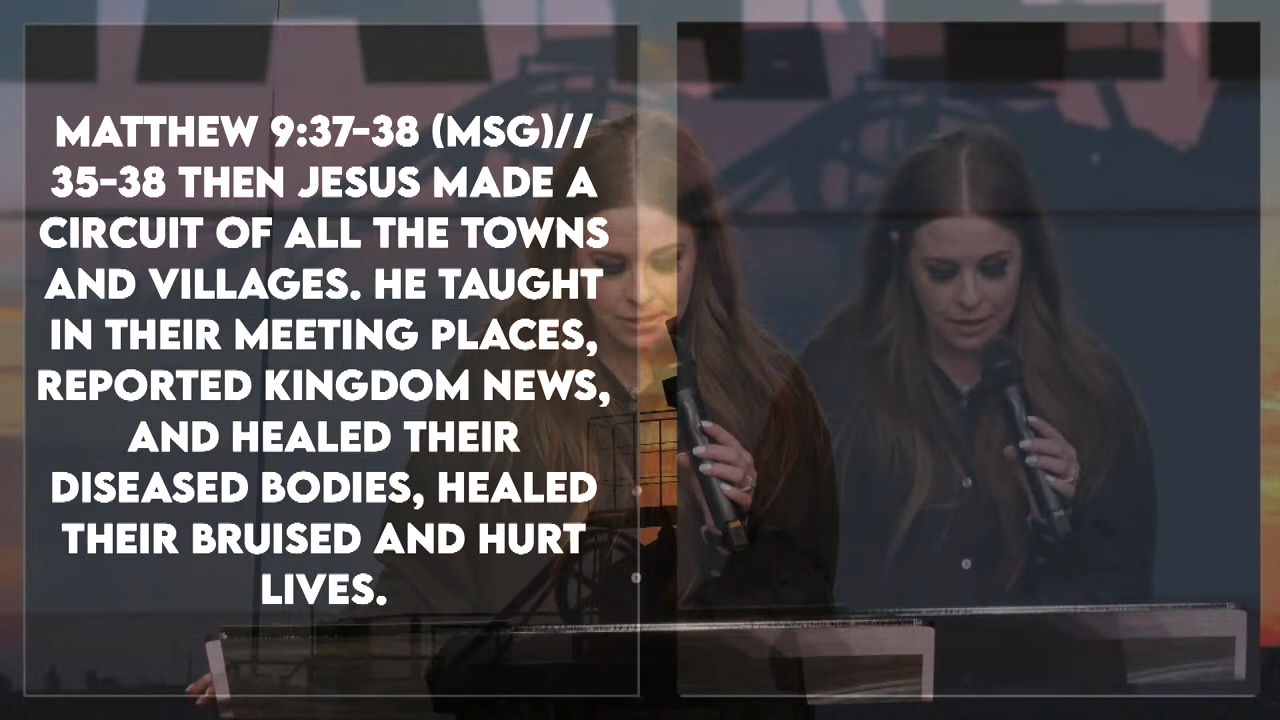 MATTHEW 9:37-38 (MSG)//
35-38 THEN JESUS MADE A
CIRCUIT OF ALL THE TOWNS
AND VILLAGES. HE TAUGHT
IN THEIR MEETING PLACES,
REPORTED KINGDOM NEWS,
AND HEALED THEIR
DISEASED BODIES, HEALED
THEIR BRUISED AND HURT
LIVES.